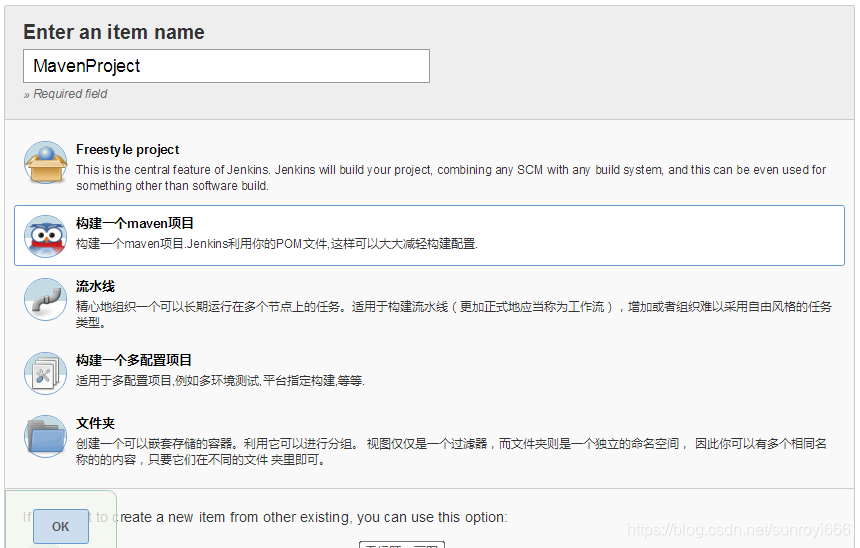 Enter an item name
MavenProject
» Required field
Freestyle project
This is the central feature of Jenkins. Jenkins will build your project, combining any SCM with any build system, and this can be even used for
something other than software build.
构建一个maven项目
构建一个maven项目.Jenkins利用你的POM文件,这样可以大大减轻构建配置.
流水线
精心地组织一个可以长期运行在多个节点上的任务。适用于构建流水线（更加正式地应当称为工作流），增加或者组织难以采用自由风格的任务
类型。
构建一个多配置项目
适用于多配置项目,例如多环境测试,平台指定构建,等等.
文件夹
创建一个可以嵌套存储的容器。利用它可以进行分组。 视图仅仅是一个过滤器，而文件夹则是一个独立的命名空间， 因此你可以有多个相同名
称的的内容，只要它们在不同的文件 夹里即可。
If t to create a new item from other existing, you can use this option:
OK
https://blog.csdn.net/sunroyi666